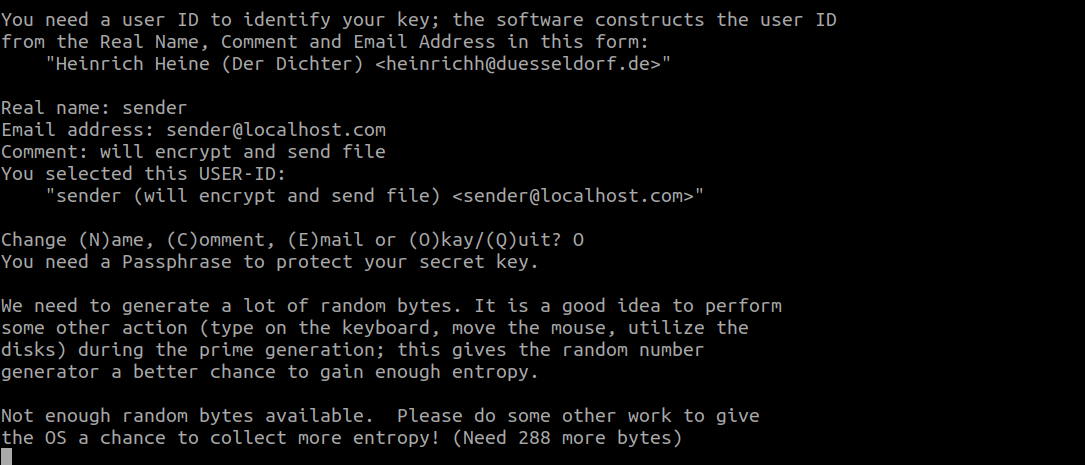 You need a user ID to identify your key; the software constructs the user ID
from the Real Name, Comment and Email Address in this form:
    "Heinrich Heine (Der Dichter) <heinrichh@duesseldorf.de>"

Real name: sender
Email address: sender@localhost.com
Comment: will encrypt and send file
You selected this USER-ID:
    "sender (will encrypt and send file) <sender@localhost.com>"

Change (N)ame, (C)omment, (E)mail or (O)kay/(Q)uit? O
You need a Passphrase to protect your secret key.

We need to generate a lot of random bytes. It is a good idea to perform
some other action (type on the keyboard, move the mouse, utilize the
disks) during the prime generation; this gives the random number
generator a better chance to gain enough entropy.

Not enough random bytes available.  Please do some other work to give
the OS a chance to collect more entropy! (Need 288 more bytes)